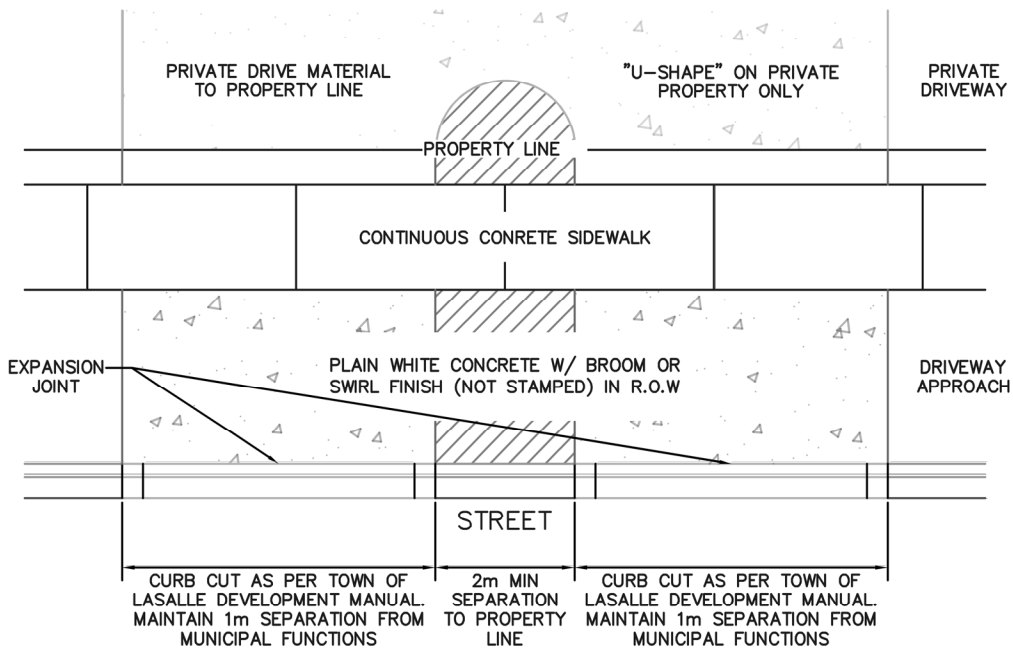 PRIVATE DRIVE MATERIAL
TO PROPERTY LINE
"U-SHAPE" ON PRIVATE
PROPERTY ONLY
PRIVATE
DRIVEWAY
PROPERTY LINE
CONTINUOUS CONRETE SIDEWALK
EXPANSION
JOINT
PLAIN WHITE CONCRETE W/ BROOM OR
SWIRL FINISH (NOT STAMPED) IN R.O.W
DRIVEWAY
APPROACH
STREET
CURB CUT AS PER TOWN OF
LASALLE DEVELOPMENT MANUAL.
MAINTAIN 1m SEPARATION FROM
MUNICIPAL FUNCTIONS
2m MIN
SEPARATION
TO PROPERTY
LINE
CURB CUT AS PER TOWN OF
LASALLE DEVELOPMENT MANUAL.
MAINTAIN 1m SEPARATION FROM
MUNICIPAL FUNCTIONS